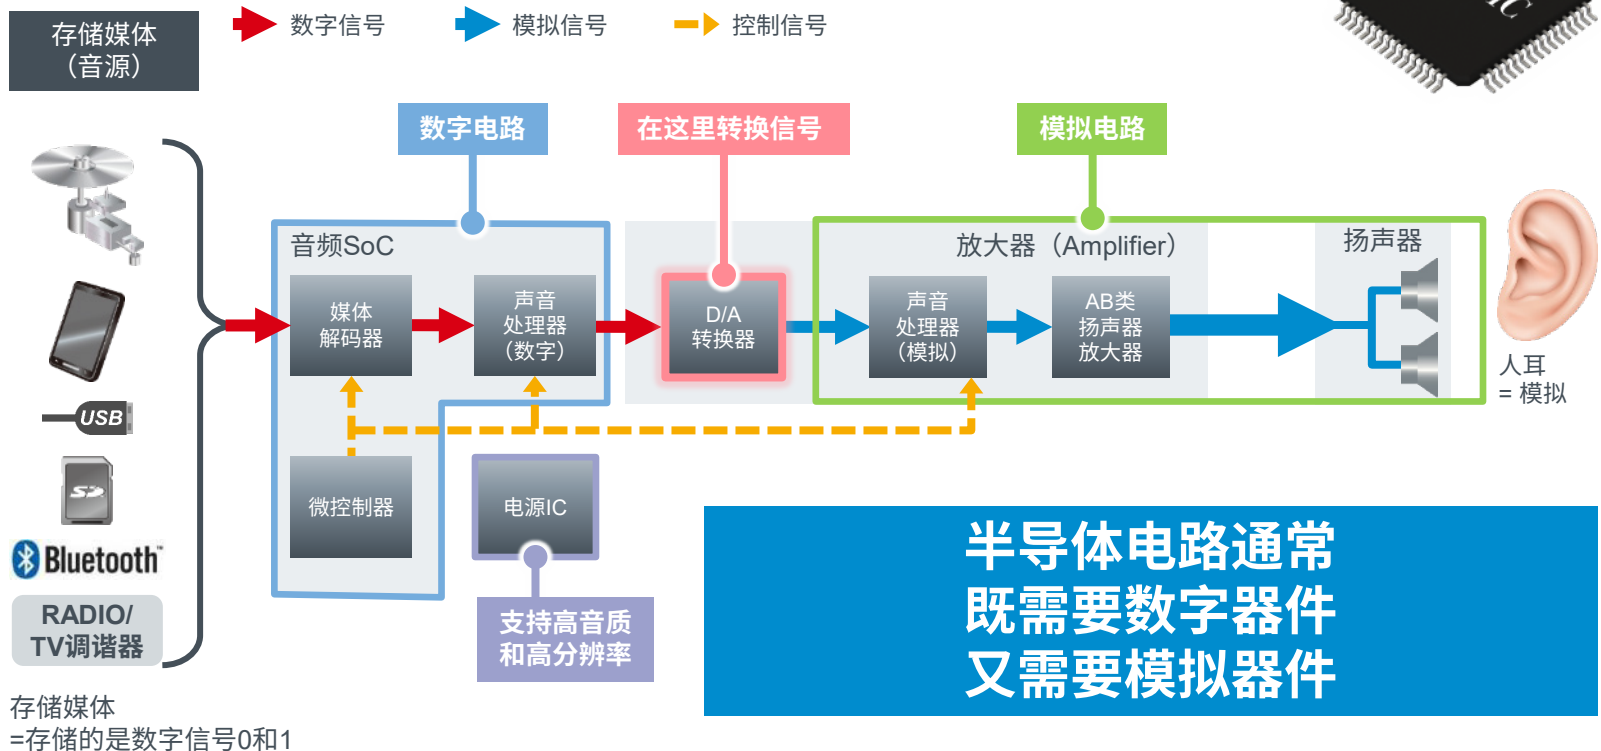 存储媒体
（音源）
数字信号
模拟信号
控制信号
IC
数字电路
在这里转换信号
模拟电路
音频SoC
放大器（Amplifier）
扬声器
媒体
解码器
声音
处理器
（数字）
D/A
转换器
声音
处理器
（模拟）
AB类
扬声器
放大器
人耳
= 模拟
USB
SD
微控制器
电源IC
Bluetooth™
RADIO/
TV调谐器
支持高音质
和高分辨率
半导体电路通常
既需要数字器件
又需要模拟器件
存储媒体
=存储的是数字信号0和1